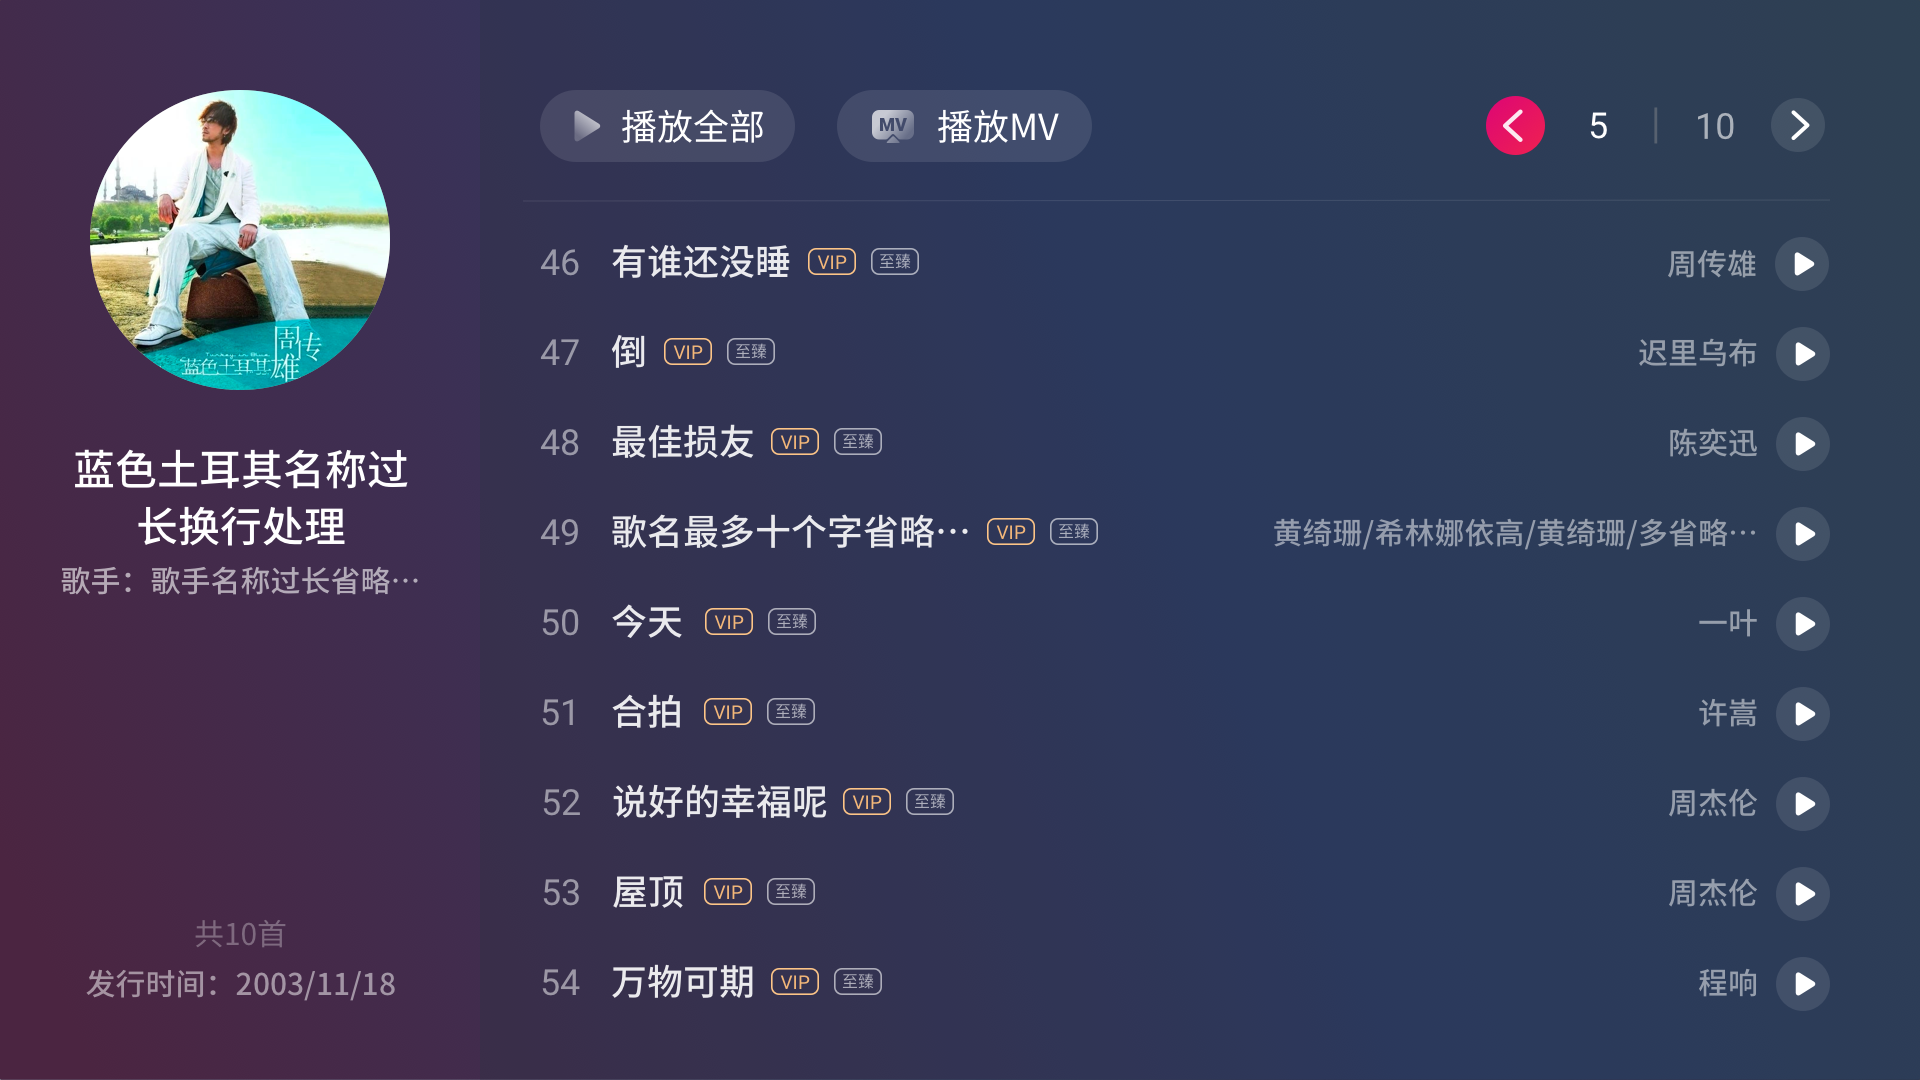 播放全部
MV 播放MV
5 | 10
周传雄
蓝色土耳其
蓝色土耳其名称过
长换行处理
歌手：歌手名称过长省略…
共10首
发行时间：2003/11/18
46 有谁还没睡 VIP 至臻 周传雄
47 倒 VIP 至臻 迟里乌布
48 最佳损友 VIP 至臻 陈奕迅
49 歌名最多十个字省略… VIP 至臻 黄绮珊/希林娜依高/黄绮珊/多省略…
50 今天 VIP 至臻 一叶
51 合拍 VIP 至臻 许嵩
52 说好的幸福呢 VIP 至臻 周杰伦
53 屋顶 VIP 至臻 周杰伦
54 万物可期 VIP 至臻 程响